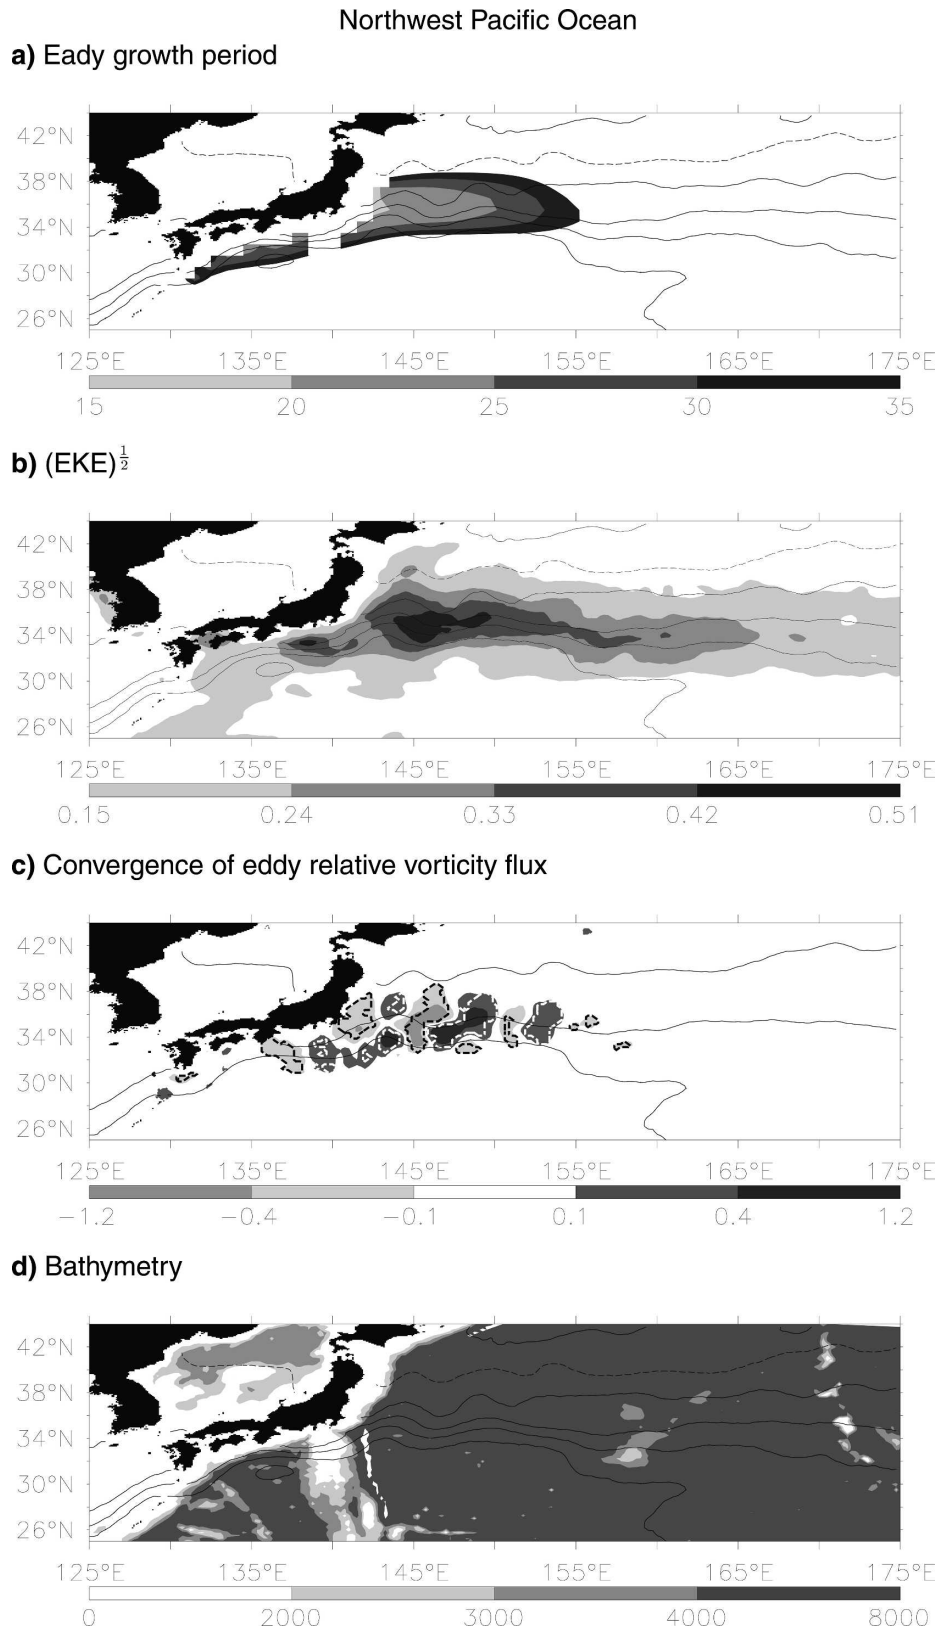 Northwest Pacific Ocean
a) Eady growth period
42°N
38°N
34°N
30°N
26°N
125°E 135°E 145°E 155°E 165°E 175°E
15 20 25 30 35
b) (EKE)^{1/2}
42°N
38°N
34°N
30°N
26°N
125°E 135°E 145°E 155°E 165°E 175°E
0.15 0.24 0.33 0.42 0.51
c) Convergence of eddy relative vorticity flux
42°N
38°N
34°N
30°N
26°N
125°E 135°E 145°E 155°E 165°E 175°E
−1.2 −0.4 −0.1 0.1 0.4 1.2
d) Bathymetry
42°N
38°N
34°N
30°N
26°N
125°E 135°E 145°E 155°E 165°E 175°E
0 2000 3000 4000 8000